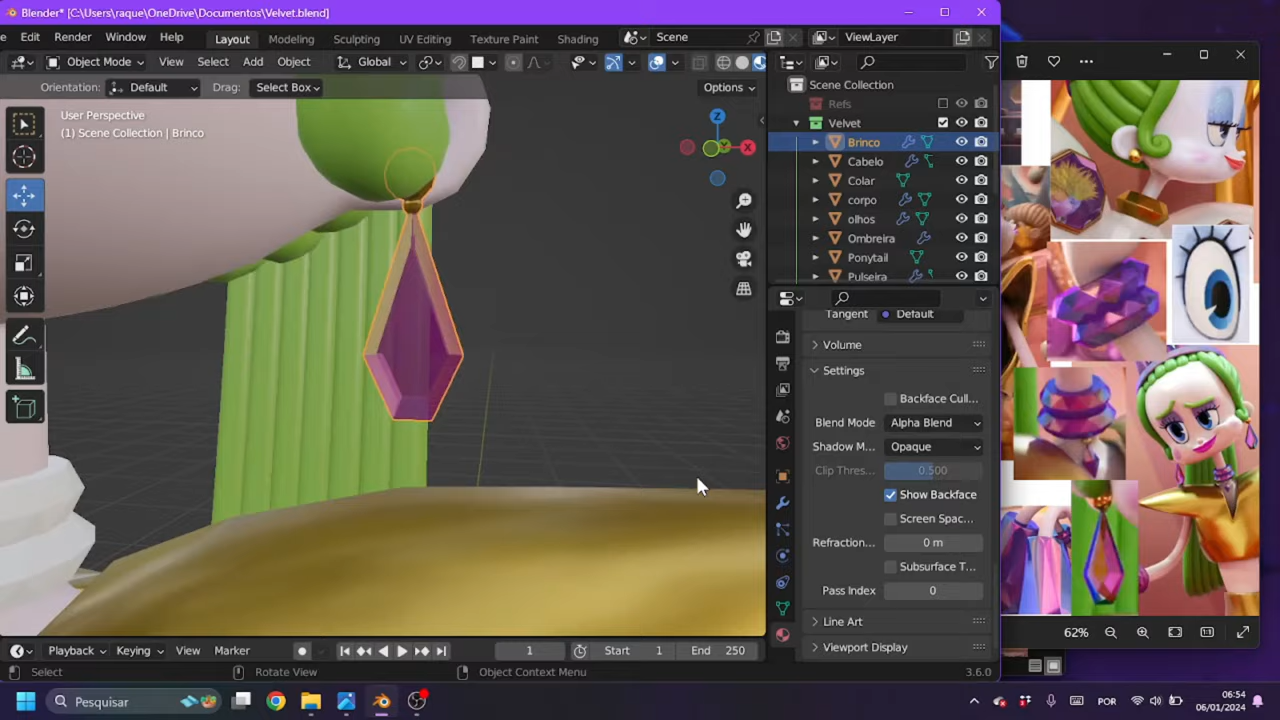 Blender* [C:\Users\raque\OneDrive\Documentos\Velvet.blend]
Edit Render Window Help Layout Modeling Sculpting UV Editing Texture Paint Shading Scene ViewLayer
Object Mode View Select Add Object Global
Orientation: Default Drag: Select Box Options
User Perspective
(1) Scene Collection | Brinco
Z
X
Y
Scene Collection
Refs
Velvet
Brinco
Cabelo
Colar
corpo
olhos
Ombreira
Ponytail
Pulseira
Tangent Default
Volume
Settings
Backface Cull...
Blend Mode Alpha Blend
Shadow M... Opaque
Clip Thres... 0.500
Show Backface
Screen Spac...
Refraction... 0 m
Subsurface T...
Pass Index 0
Line Art
Viewport Display
62%
Playback Keying View Marker 1 Start 1 End 250
Select Rotate View Object Context Menu 3.6.0
Pesquisar POR 06:54
06/01/2024